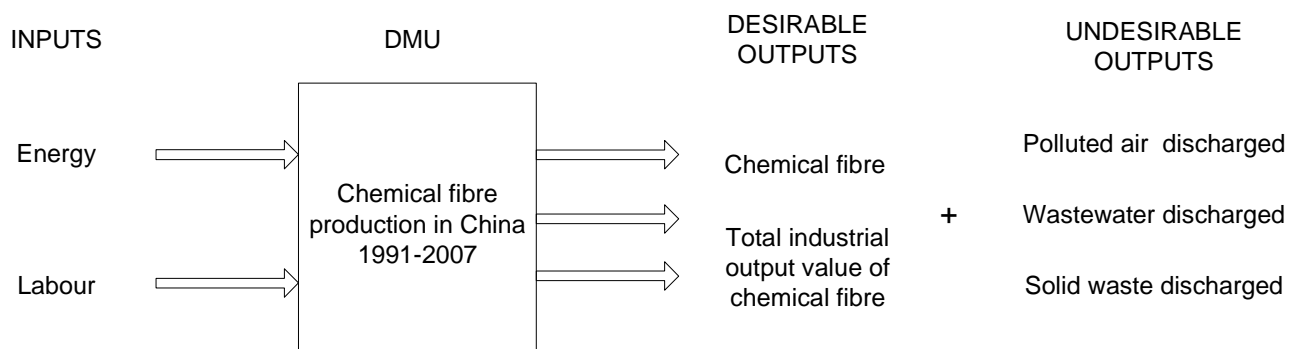 INPUTS
DMU
DESIRABLE
OUTPUTS
UNDESIRABLE
OUTPUTS
Energy
Labour
Chemical fibre
production in China
1991-2007
Chemical fibre
Total industrial
output value of
chemical fibre
+
Polluted air discharged
Wastewater discharged
Solid waste discharged